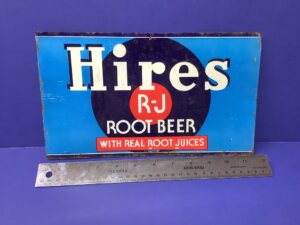 Hires
R-J
ROOT BEER
WITH REAL ROOT JUICES